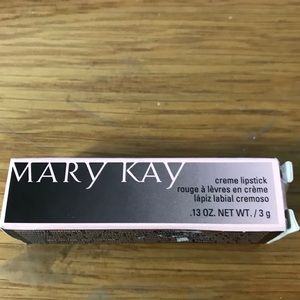 MARY KAY
creme lipstick
rouge à lèvres en crème
lápiz labial cremoso
.13 OZ. NET WT. / 3 g